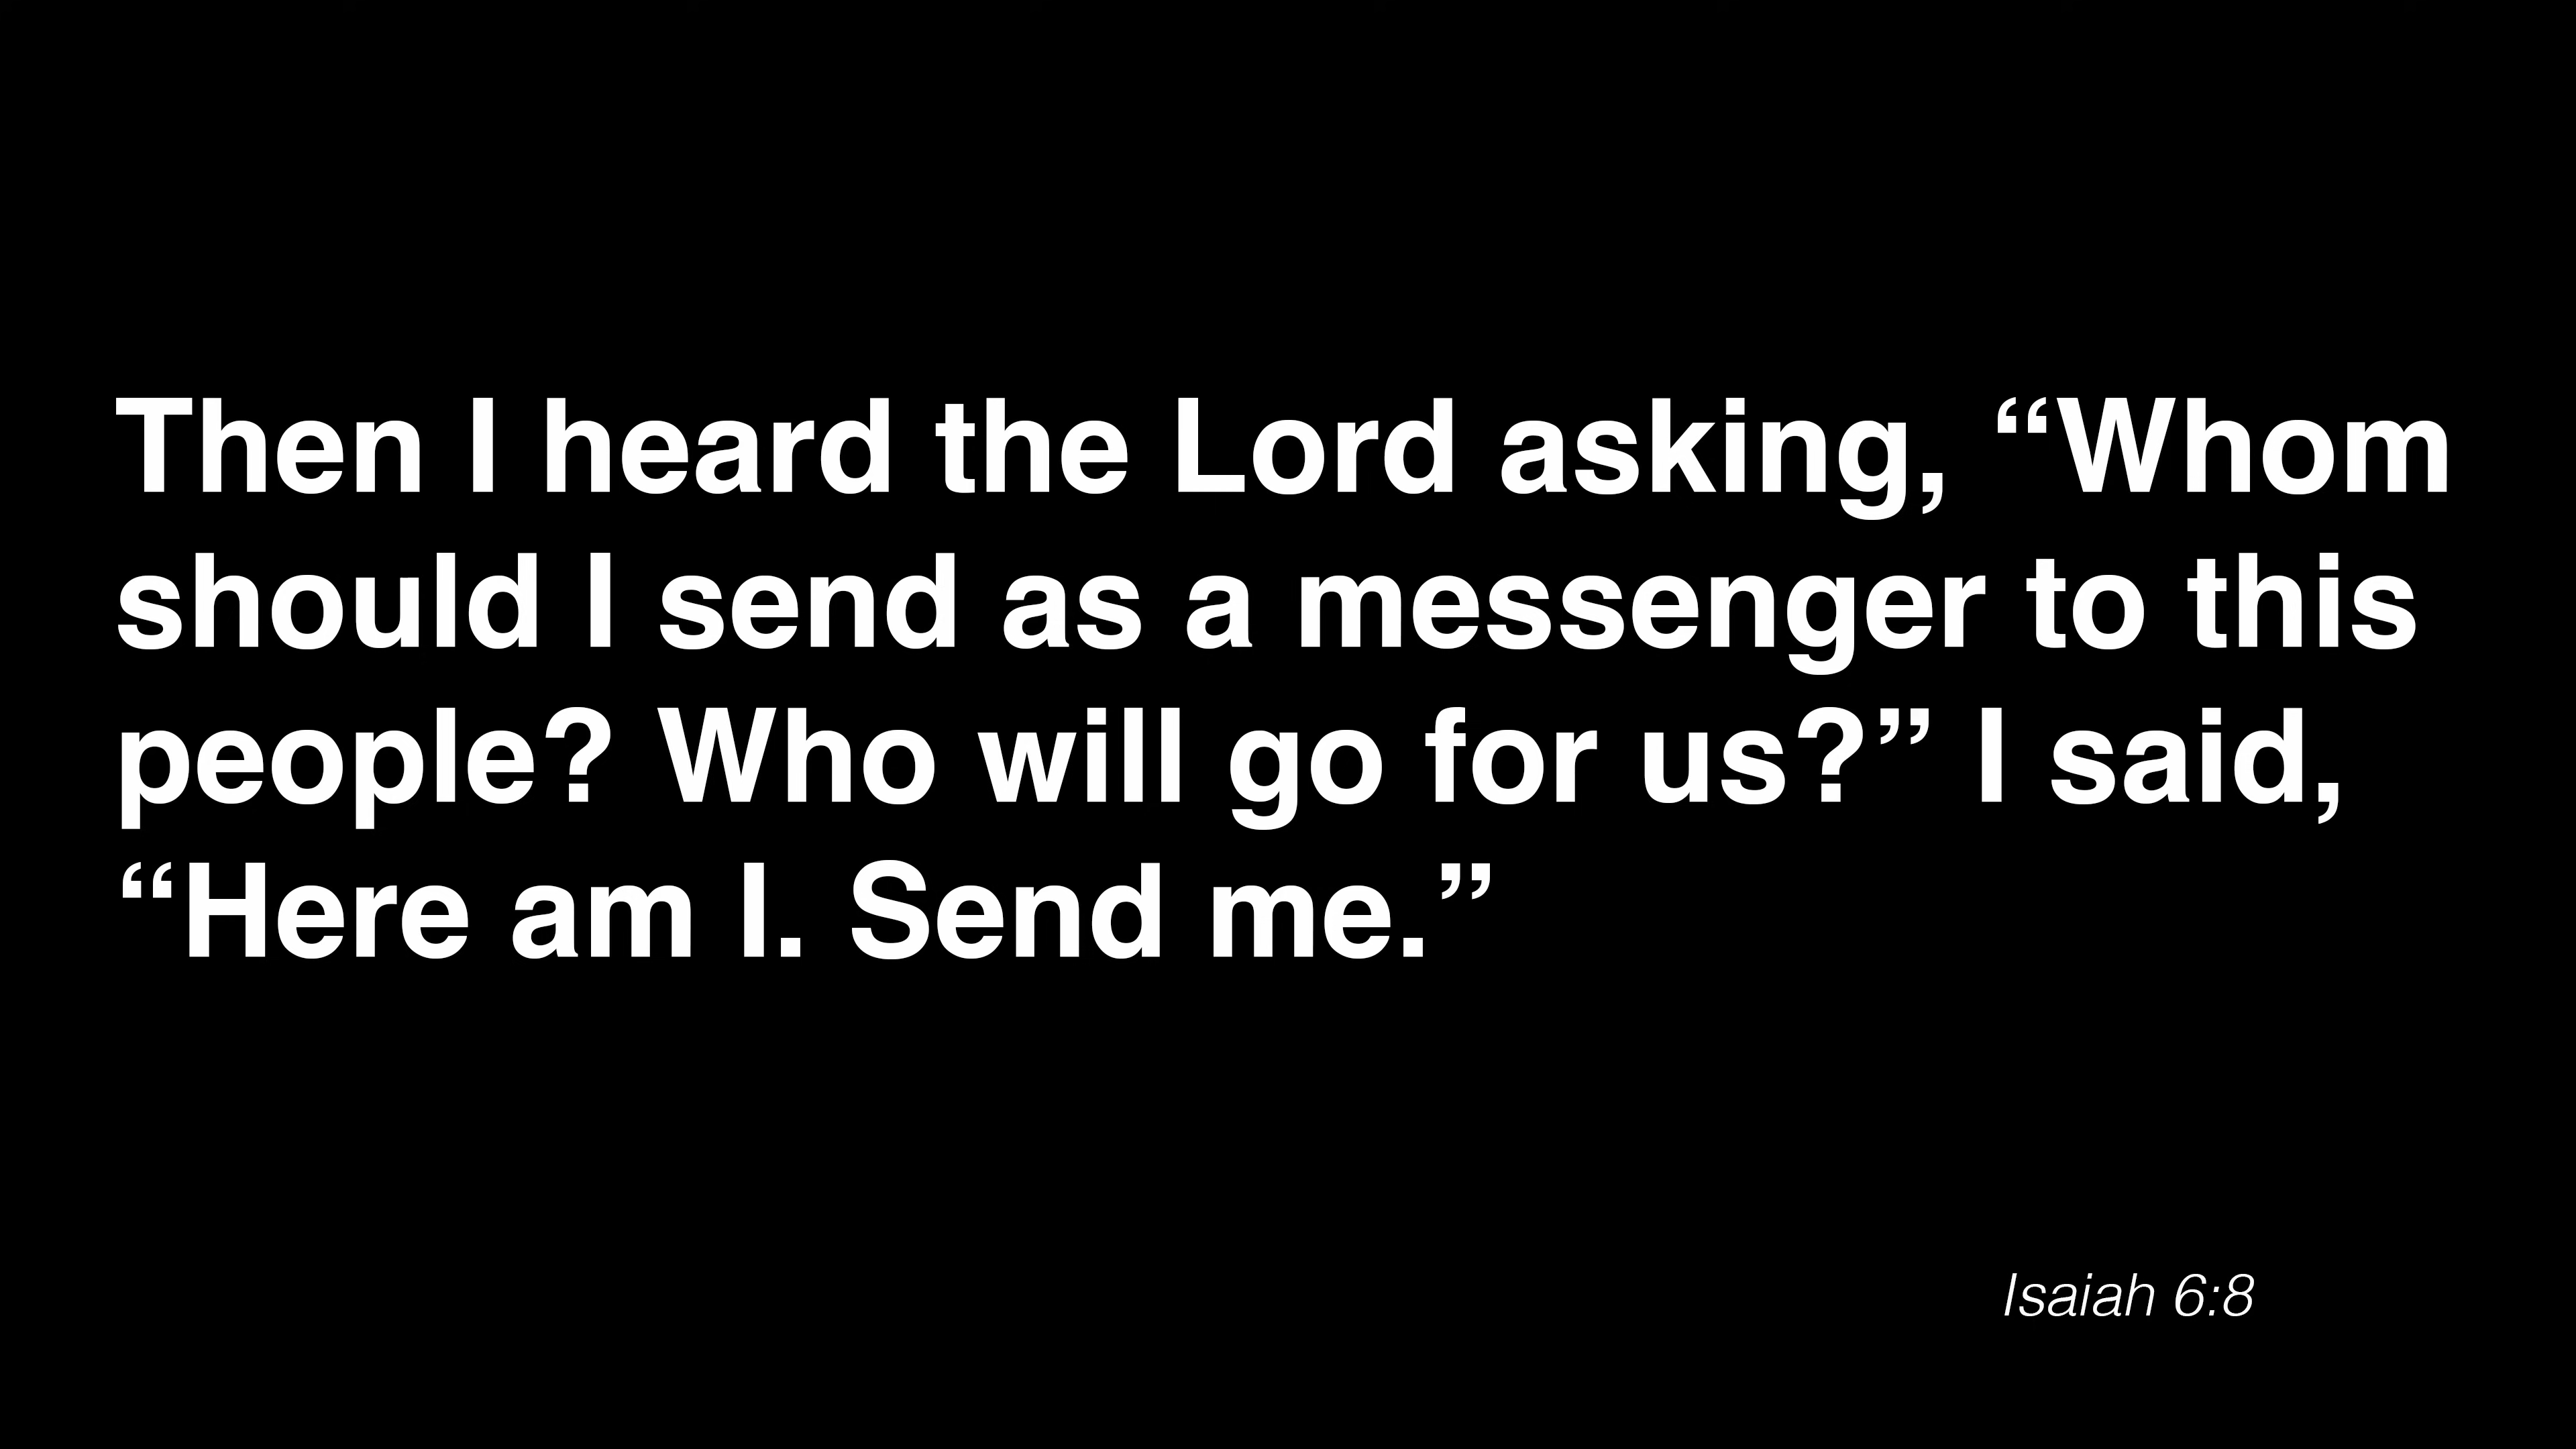 Then I heard the Lord asking, “Whom
should I send as a messenger to this
people? Who will go for us?” I said,
“Here am I. Send me.”
Isaiah 6:8